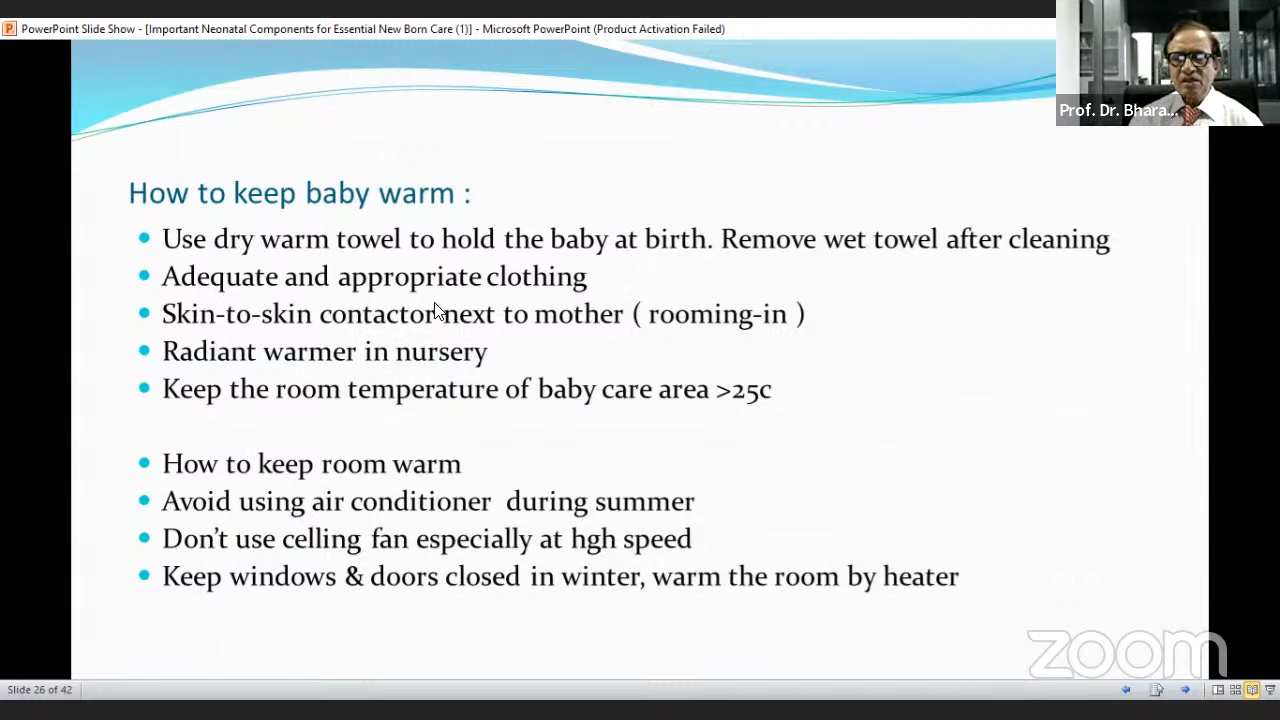 PowerPoint Slide Show - [Important Neonatal Components for Essential New Born Care (1)] - Microsoft PowerPoint (Product Activation Failed)
Prof. Dr. Bhara...
How to keep baby warm :
Use dry warm towel to hold the baby at birth. Remove wet towel after cleaning
Adequate and appropriate clothing
Skin-to-skin contactor next to mother ( rooming-in )
Radiant warmer in nursery
Keep the room temperature of baby care area >25c
How to keep room warm
Avoid using air conditioner during summer
Don't use celling fan especially at hgh speed
Keep windows & doors closed in winter, warm the room by heater
zoom
Slide 26 of 42